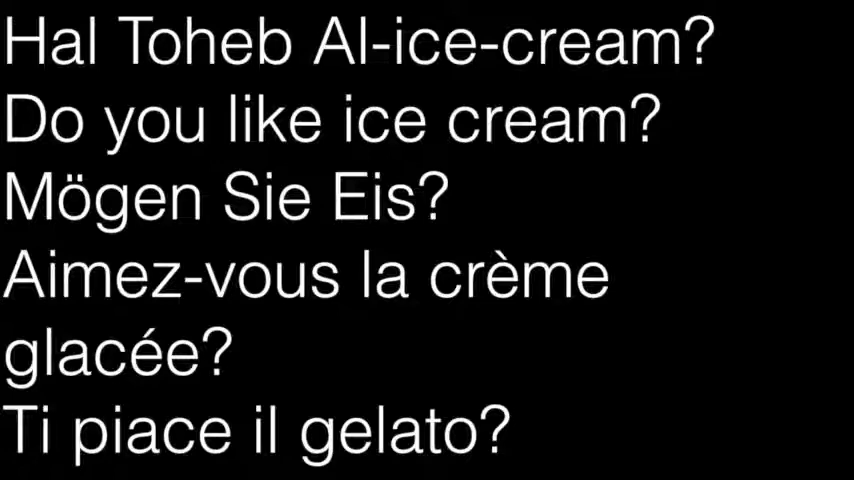 Hal Toheb Al-ice-cream?
Do you like ice cream?
Mögen Sie Eis?
Aimez-vous la crème
glacée?
Ti piace il gelato?